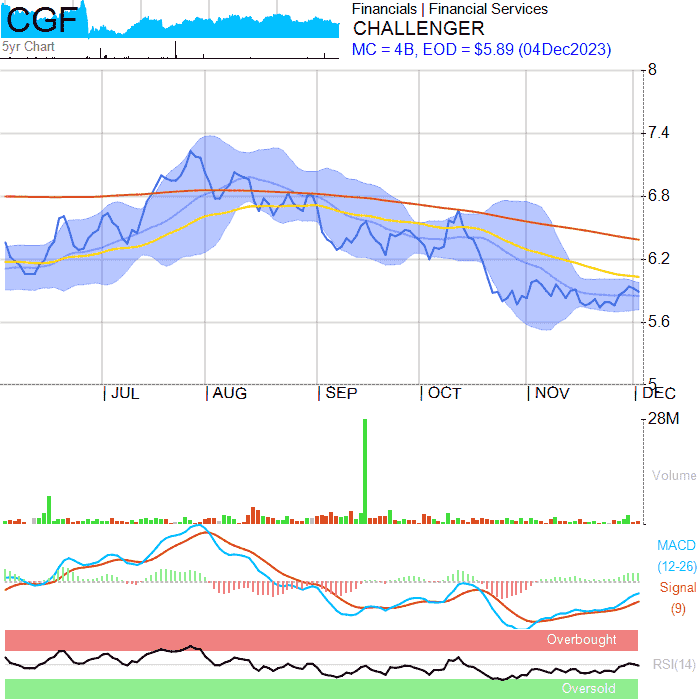 CGF
5yr Chart
Financials | Financial Services
CHALLENGER
MC = 4B, EOD = $5.89 (04Dec2023)
8
7.4
6.8
6.2
5.6
5
JUL AUG SEP OCT NOV DEC
28M
Volume
MACD
(12-26)
Signal
(9)
Overbought
RSI(14)
Oversold